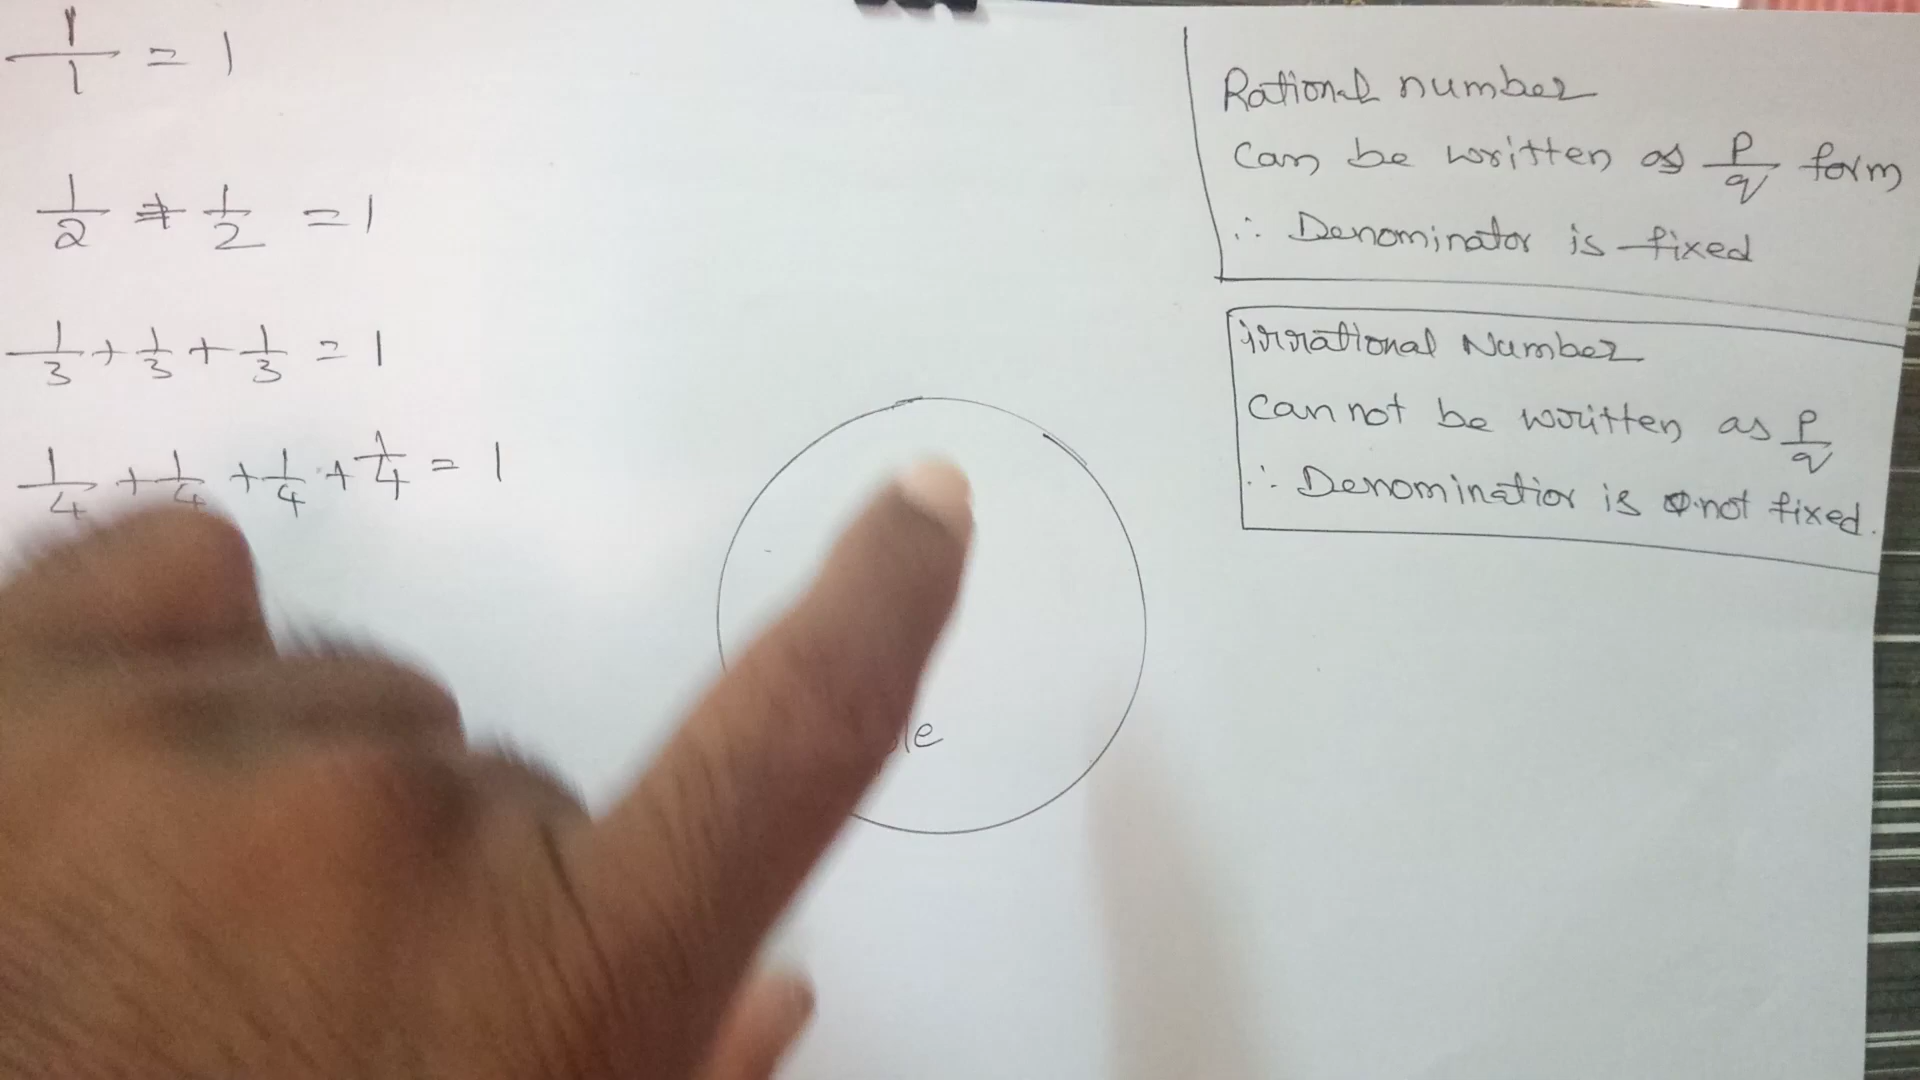 1/1 = 1
1/2 + 1/2 = 1
1/3 + 1/3 + 1/3 = 1
1/4 + 1/4 + 1/4 + 1/4 = 1
Rational number
Can be written as p/q form
∴ Denominator is fixed
irrational Number
Can not be written as p/q
∴ Denominatior is not fixed.